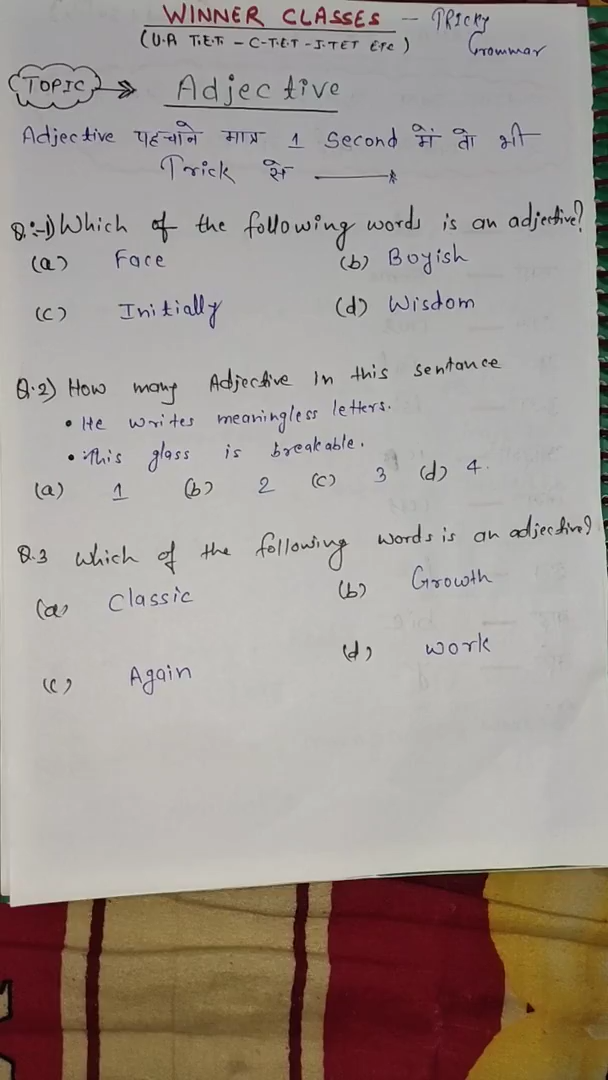 WINNER CLASSES - TRICKY
(U.P T.E.T. - C-T.E.T - J.TET ETC) Grammar
TOPIC Adjective
Adjective पहचाने मात्र 1 Second में वो भी
Trick से
Q.:-1) Which of the following words is an adjective?
(a) Face (b) Boyish
(c) Initially (d) Wisdom
Q.2) How many Adjective in this sentance
• He writes meaningless letters.
• This glass is breakable.
(a) 1 (b) 2 (c) 3 (d) 4.
Q.3 Which of the following words is an adjective?
(a) Classic (b) Growth
(c) Again (d) work